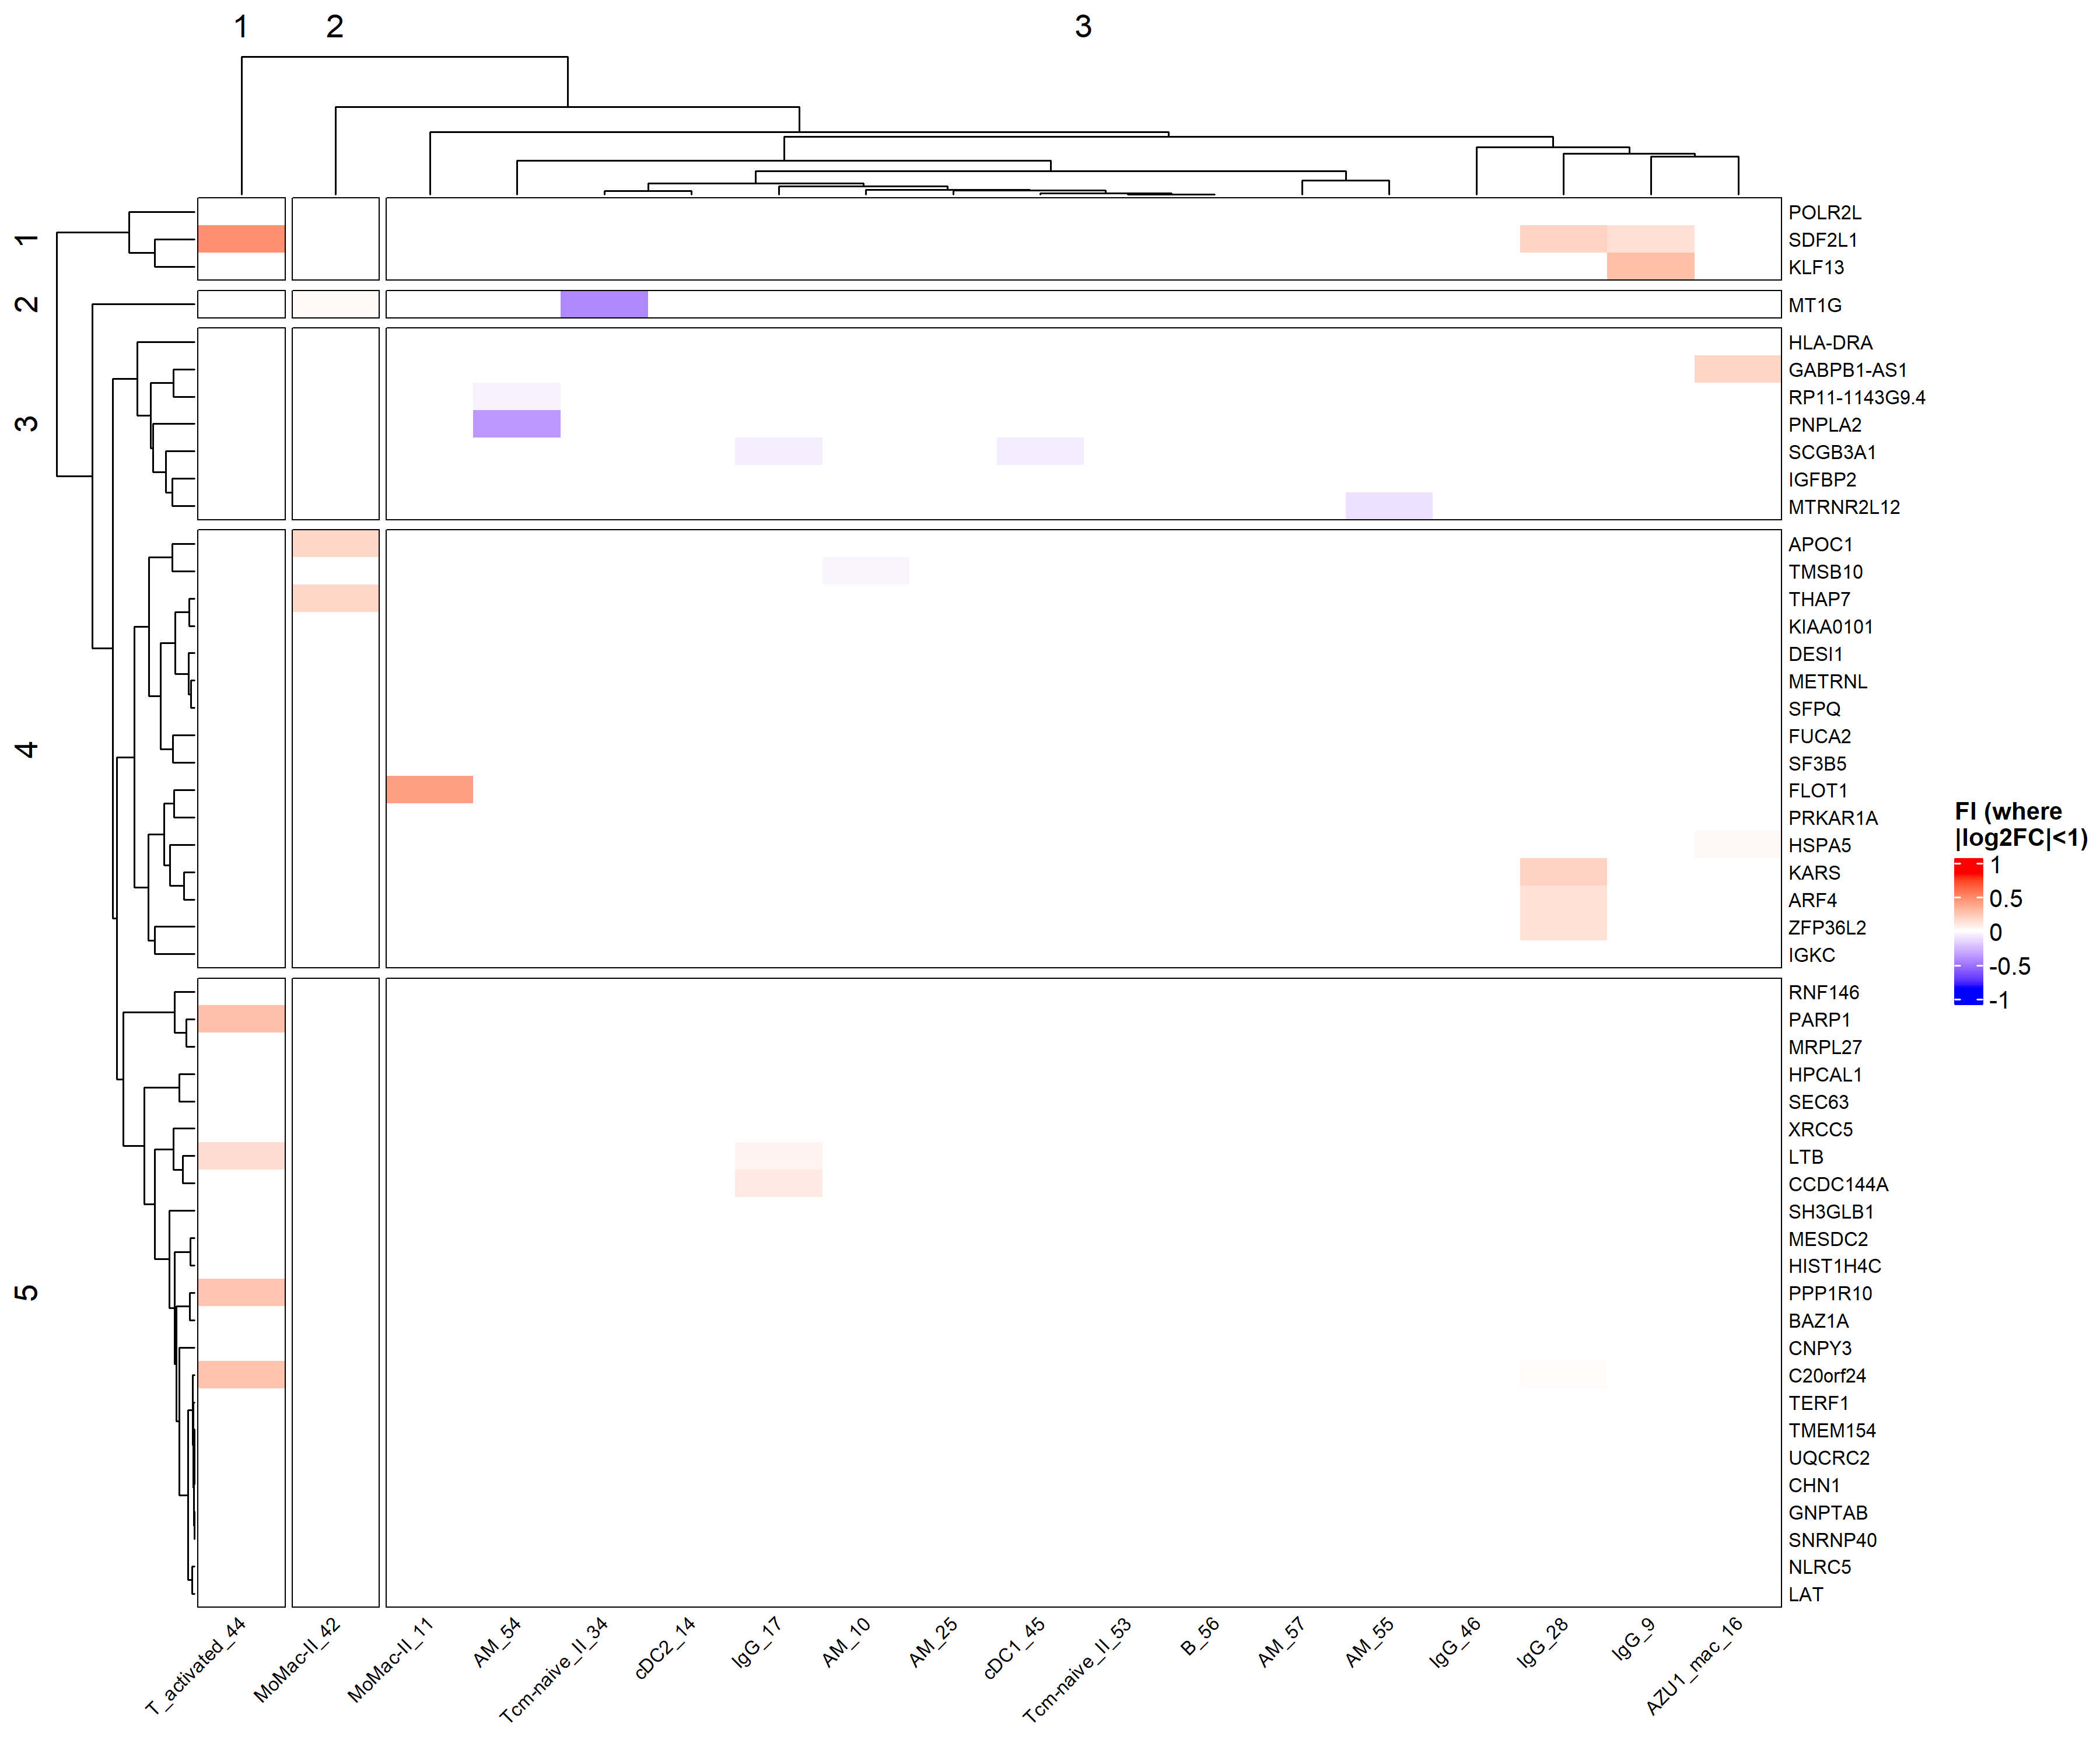 1
2
3
1
2
3
4
5
POLR2L
SDF2L1
KLF13
MT1G
HLA-DRA
GABPB1-AS1
RP11-1143G9.4
PNPLA2
SCGB3A1
IGFBP2
MTRNR2L12
APOC1
TMSB10
THAP7
KIAA0101
DESI1
METRNL
SFPQ
FUCA2
SF3B5
FLOT1
PRKAR1A
HSPA5
KARS
ARF4
ZFP36L2
IGKC
RNF146
PARP1
MRPL27
HPCAL1
SEC63
XRCC5
LTB
CCDC144A
SH3GLB1
MESDC2
HIST1H4C
PPP1R10
BAZ1A
CNPY3
C20orf24
TERF1
TMEM154
UQCRC2
CHN1
GNPTAB
SNRNP40
NLRC5
LAT
T_activated_44
MoMac-II_42
MoMac-II_11
AM_54
Tcm-naive_II_34
cDC2_14
IgG_17
AM_10
AM_25
cDC1_45
Tcm-naive_II_53
B_56
AM_57
AM_55
IgG_46
IgG_28
IgG_9
AZU1_mac_16
FI (where
|log2FC|<1)
1
0.5
0
-0.5
-1